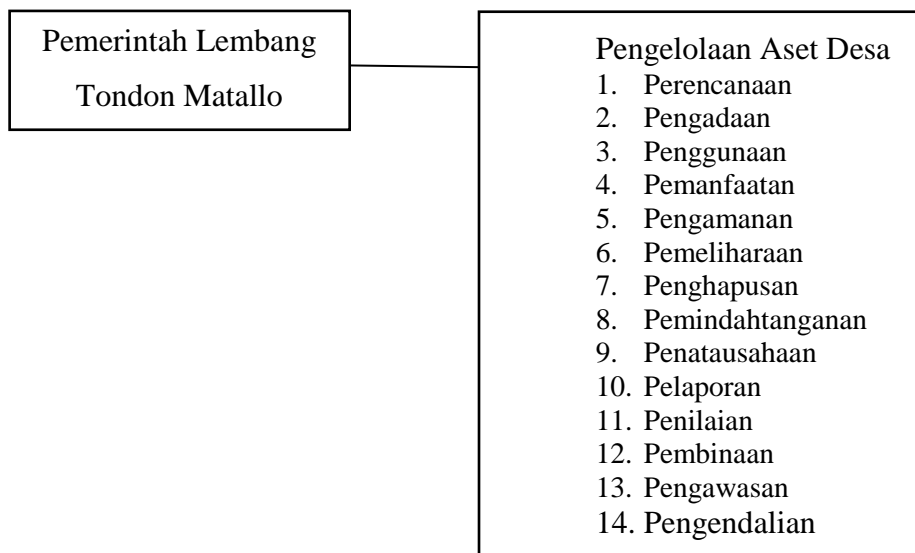 Pemerintah Lembang
Tondon Matallo
Pengelolaan Aset Desa
1. Perencanaan
2. Pengadaan
3. Penggunaan
4. Pemanfaatan
5. Pengamanan
6. Pemeliharaan
7. Penghapusan
8. Pemindahtanganan
9. Penatausahaan
10. Pelaporan
11. Penilaian
12. Pembinaan
13. Pengawasan
14. Pengendalian